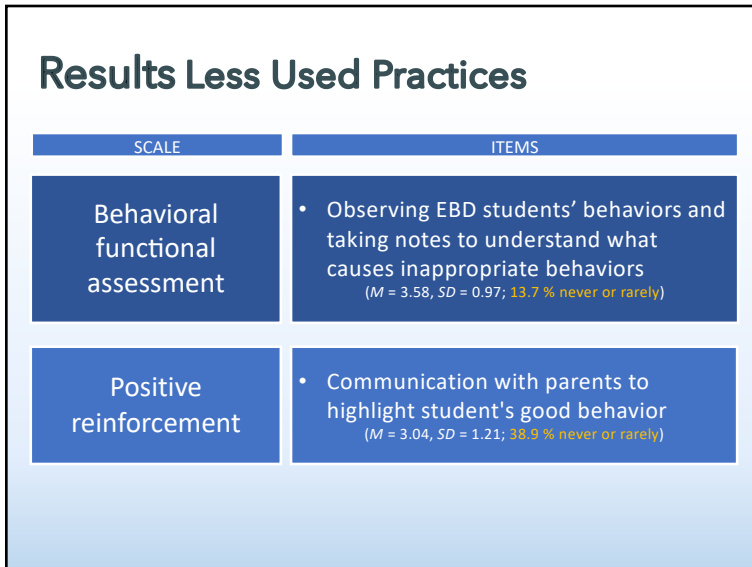 Results Less Used Practices
SCALE
ITEMS
Behavioral
functional
assessment
• Observing EBD students’ behaviors and
taking notes to understand what
causes inappropriate behaviors
(M = 3.58, SD = 0.97; 13.7 % never or rarely)
Positive
reinforcement
• Communication with parents to
highlight student's good behavior
(M = 3.04, SD = 1.21; 38.9 % never or rarely)